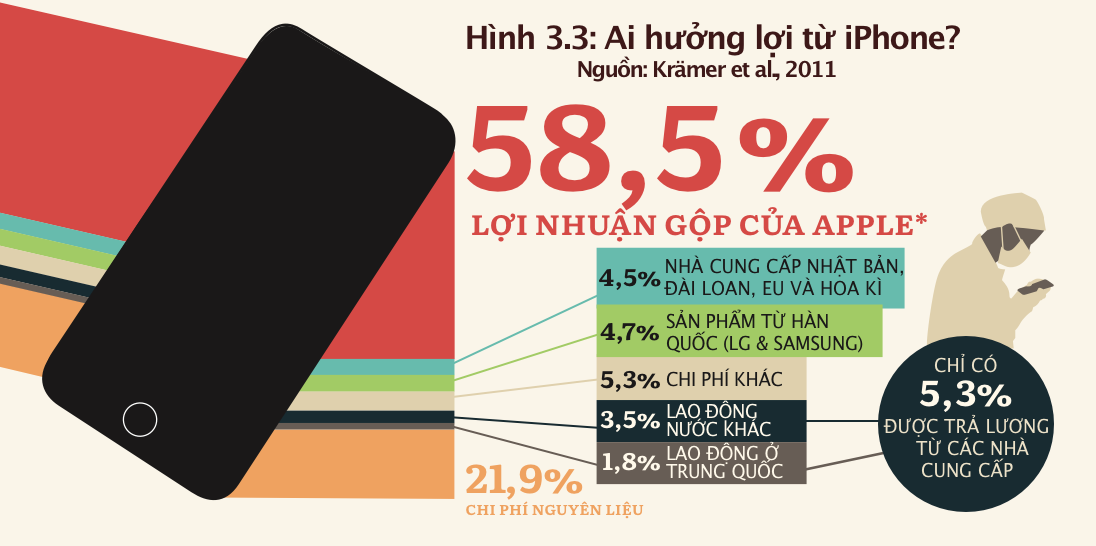 Hình 3.3: Ai hưởng lợi từ iPhone?
Nguồn: Krämer et al., 2011
58,5%
LỢI NHUẬN GỘP CỦA APPLE*
4,5% NHÀ CUNG CẤP NHẬT BẢN,
ĐÀI LOAN, EU VÀ HOA KÌ
4,7% SẢN PHẨM TỪ HÀN
QUỐC (LG & SAMSUNG)
5,3% CHI PHÍ KHÁC
3,5% LAO ĐỘNG
NƯỚC KHÁC
1,8% LAO ĐỘNG Ở
TRUNG QUỐC
CHỈ CÓ
5,3%
ĐƯỢC TRẢ LƯƠNG
TỪ CÁC NHÀ
CUNG CẤP
21,9%
CHI PHÍ NGUYÊN LIỆU